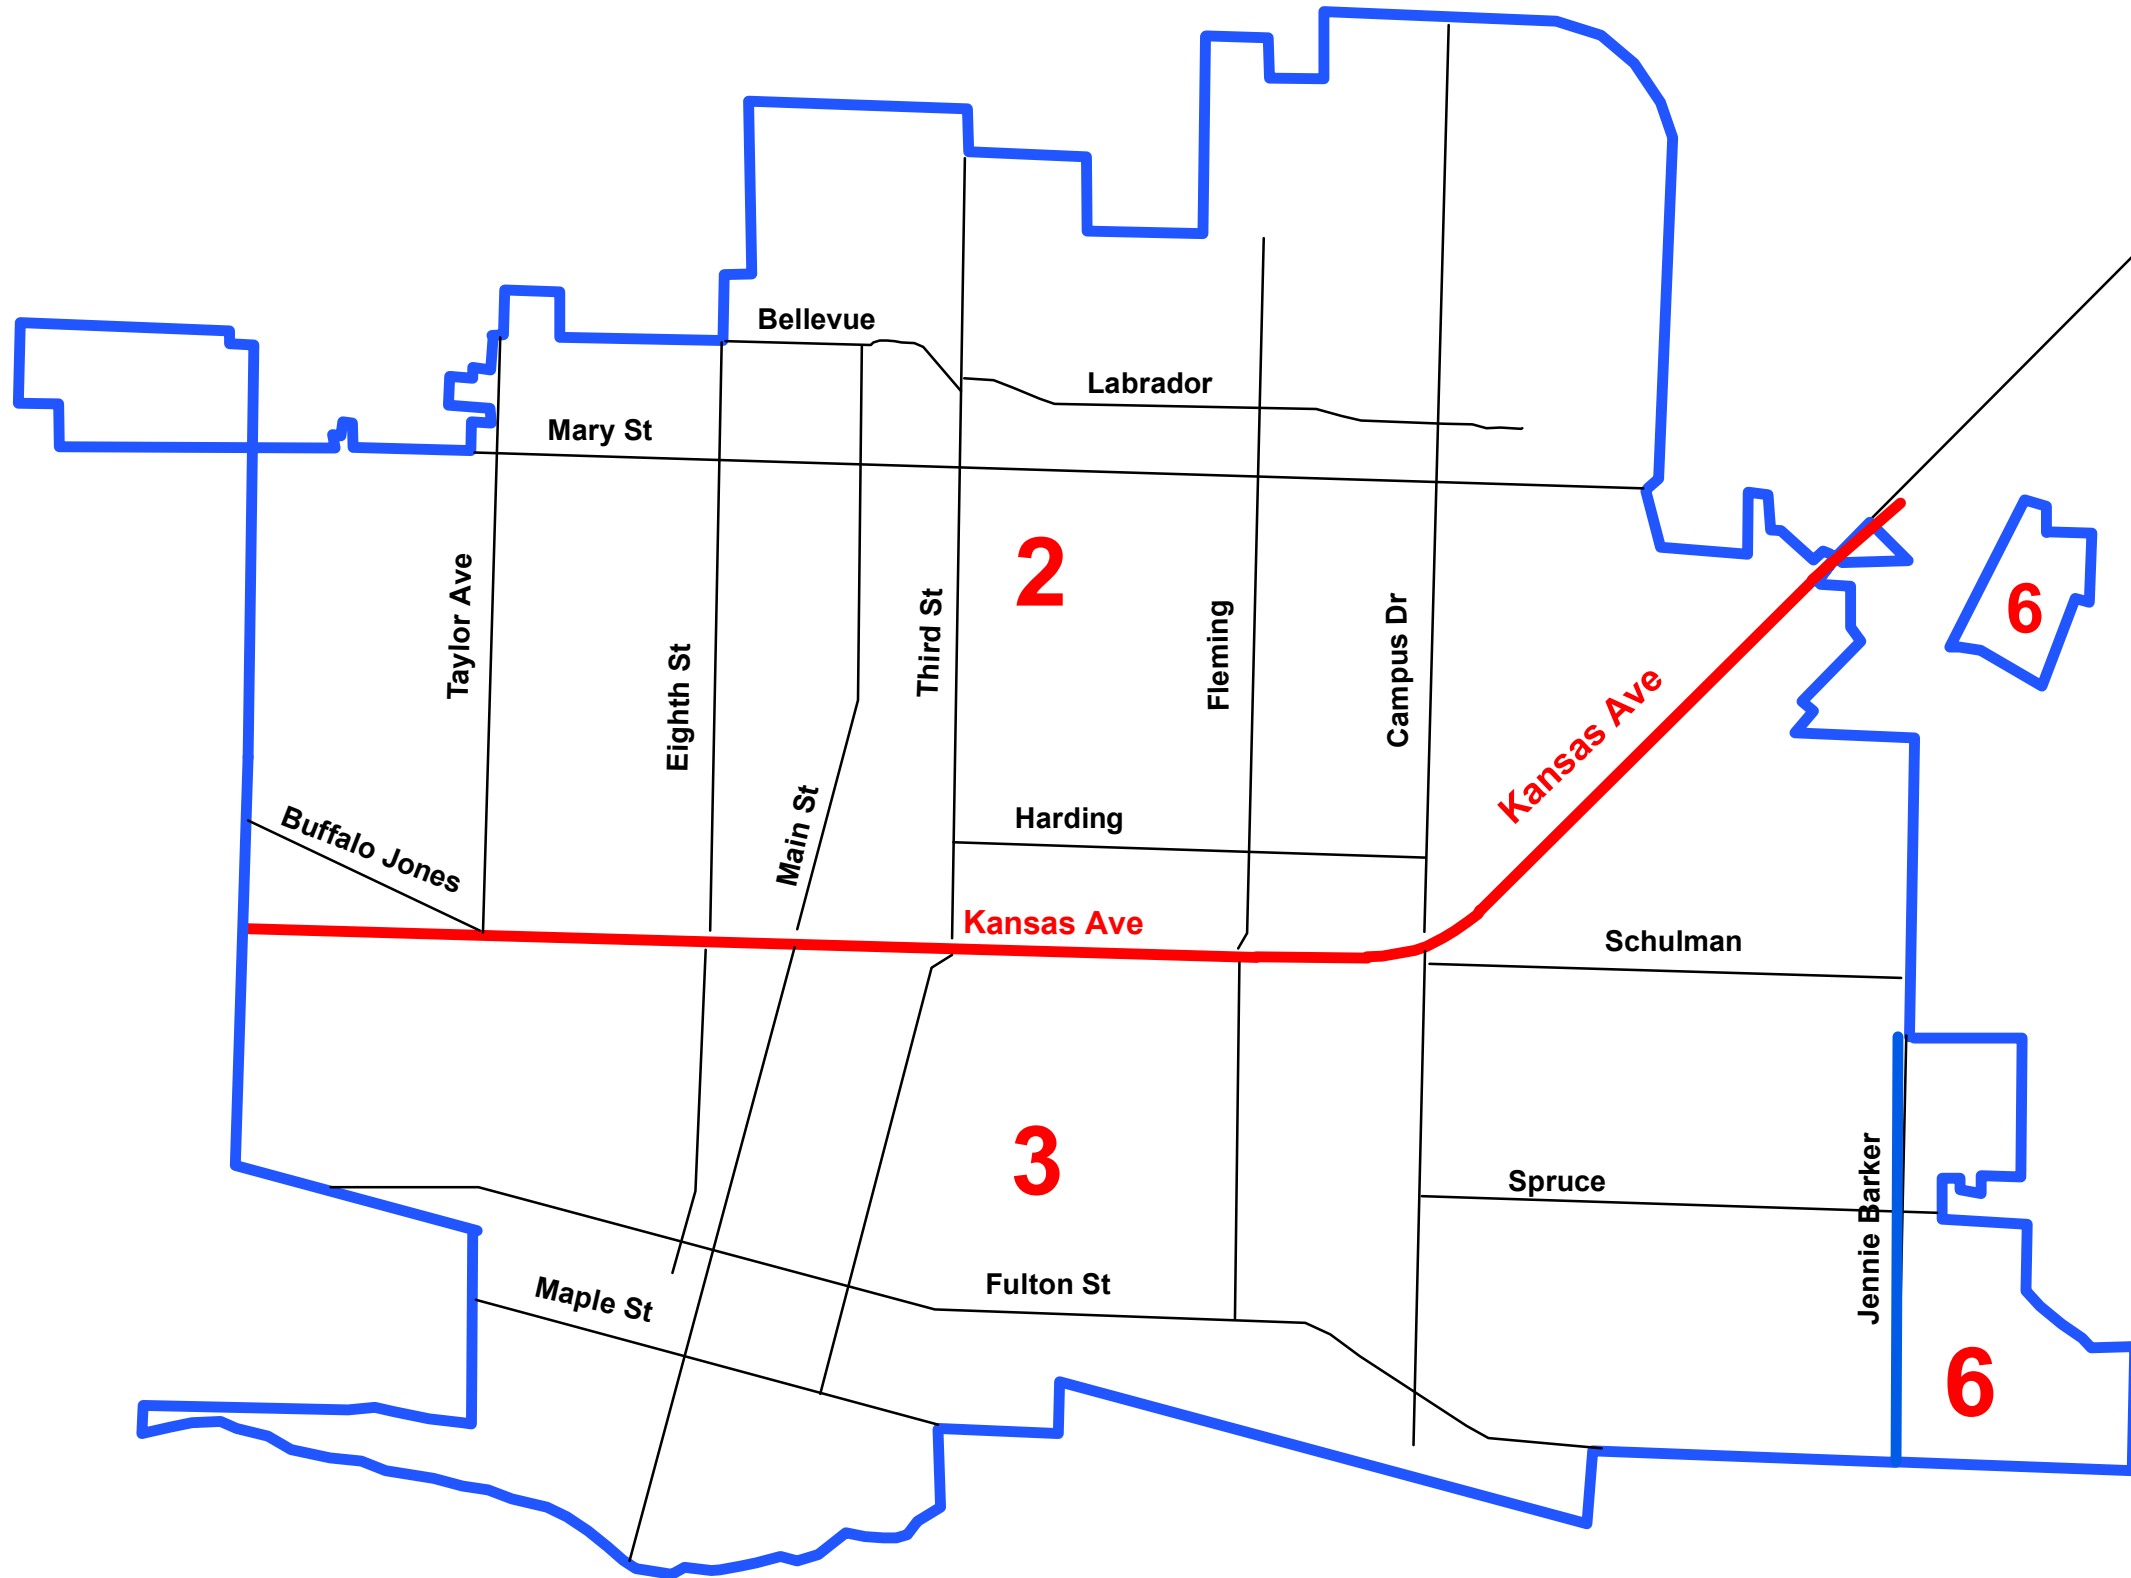 Bellevue
Labrador
Mary St
2
Taylor Ave
Eighth St
Third St
Fleming
Campus Dr
6
Kansas Ave
Main St
Buffalo Jones
Harding
Kansas Ave
Schulman
3
Spruce
Jennie Barker
Maple St
Fulton St
6